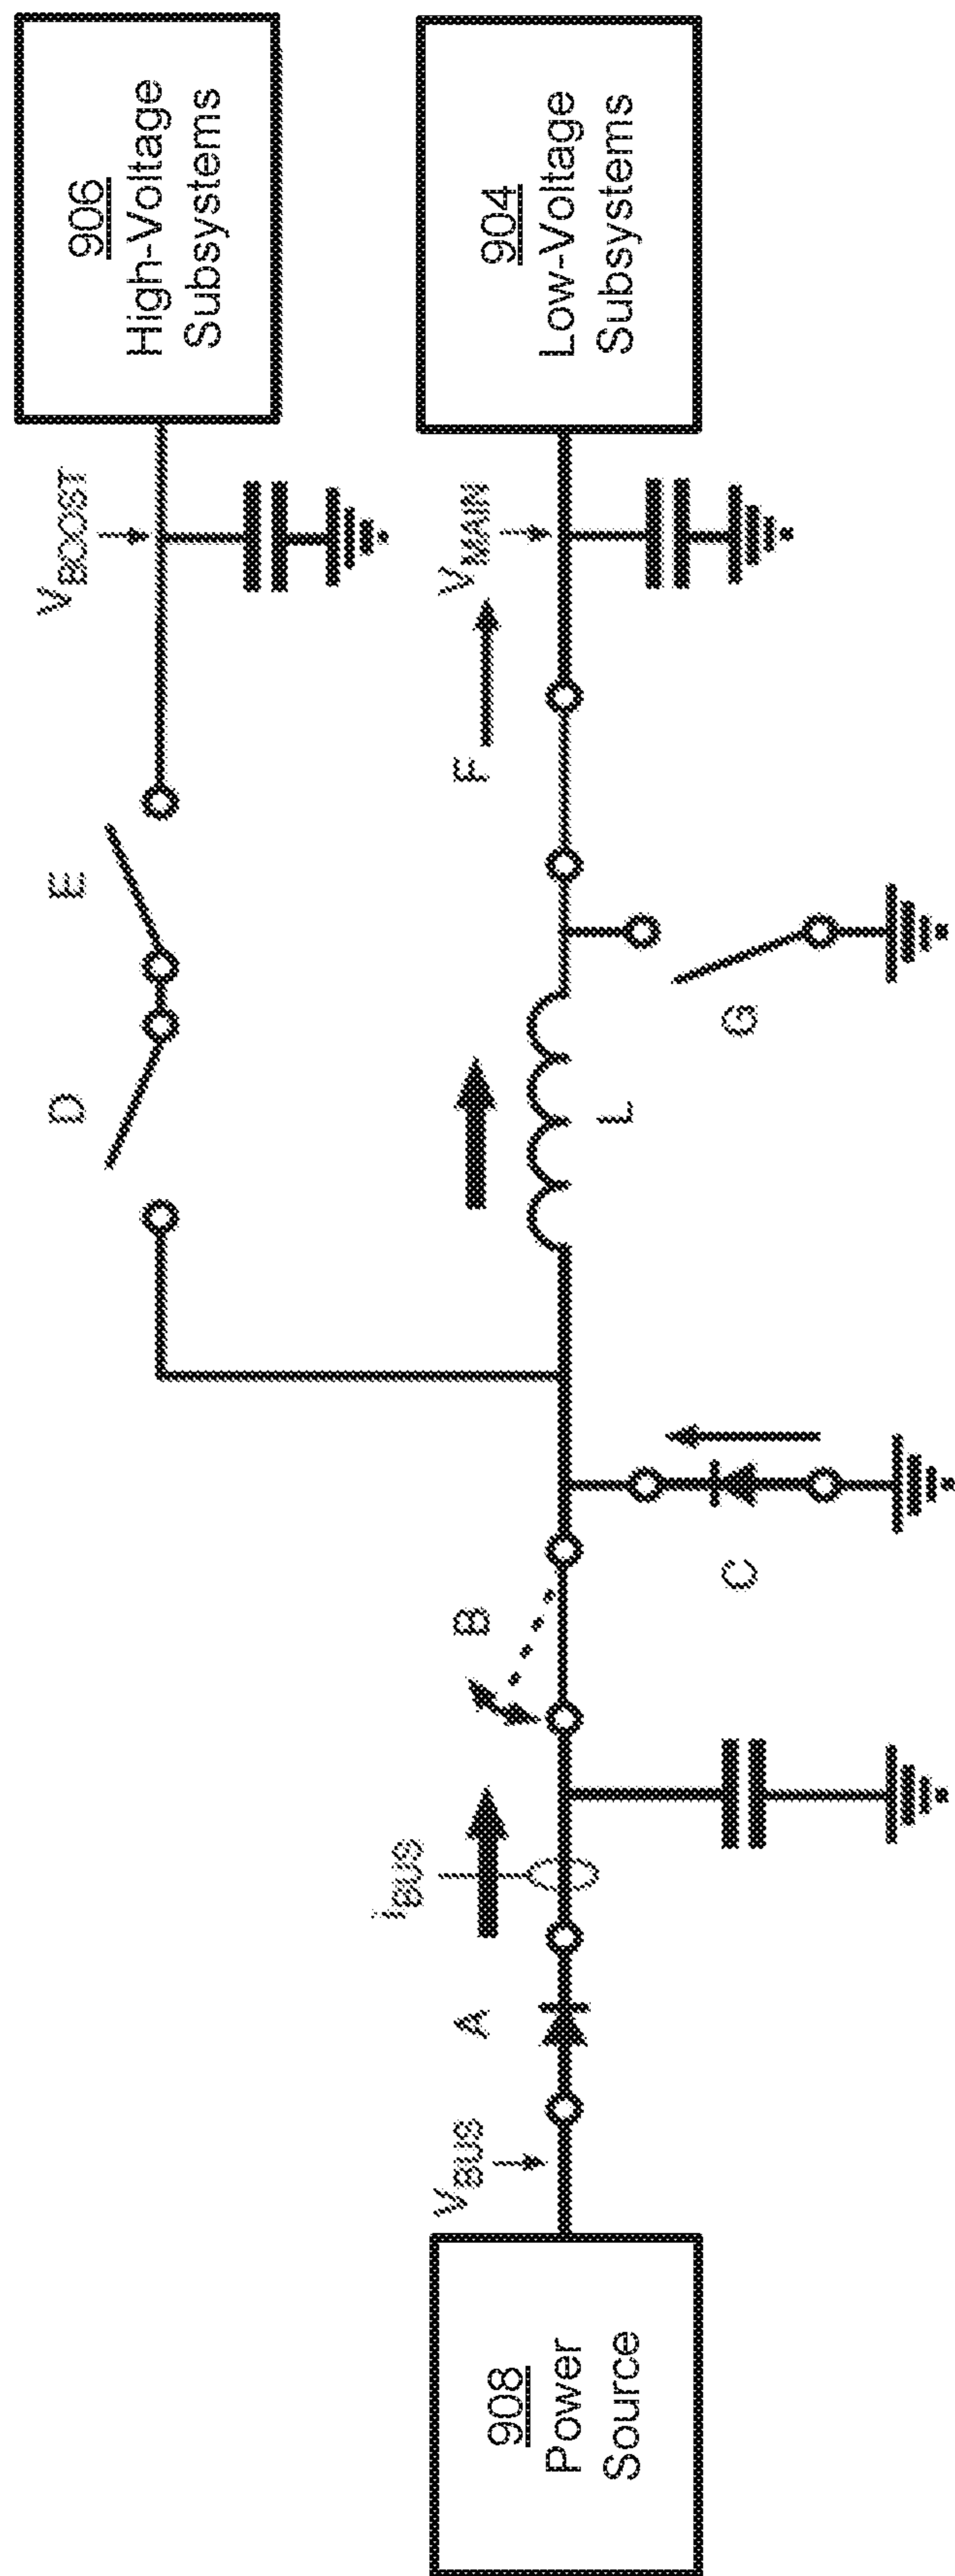 906
High-Voltage
Subsystems
904
Low-Voltage
Subsystems
VBOOST
VMAIN
F
E
D
G
L
B
C
iBUS
A
VBUS
908
Power
Source